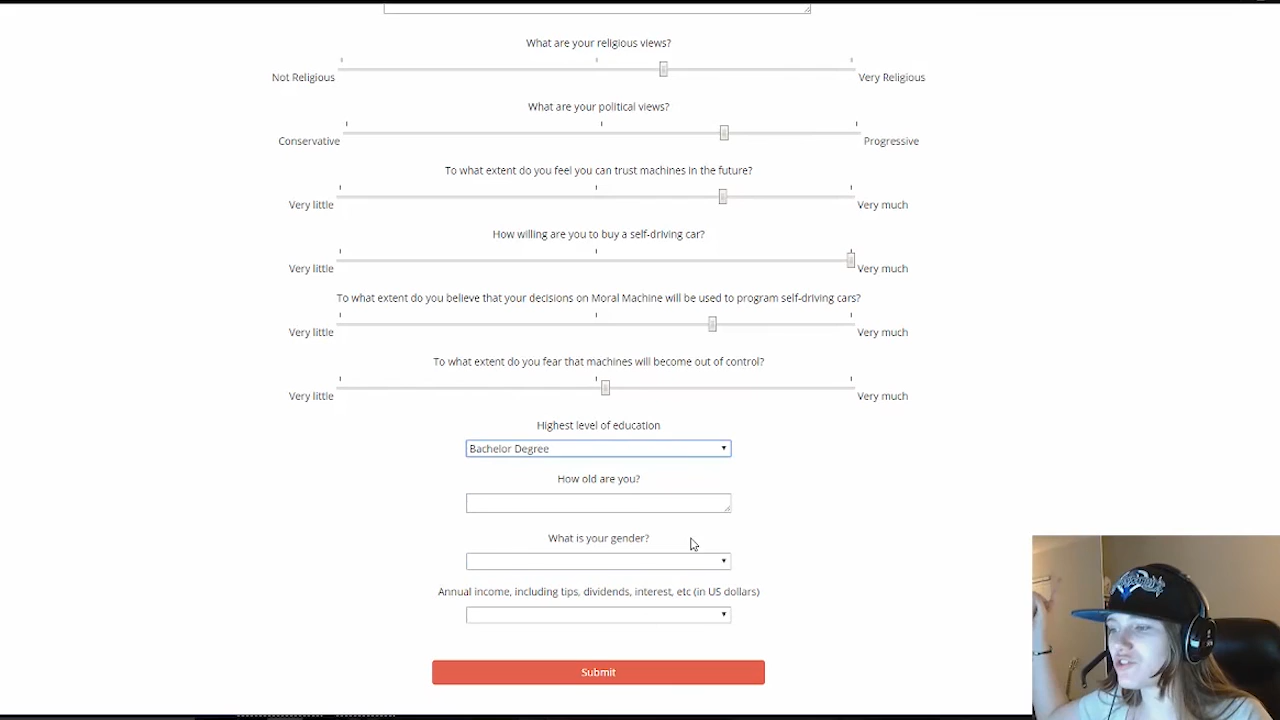 What are your religious views?
Not Religious
Very Religious
What are your political views?
Conservative
Progressive
To what extent do you feel you can trust machines in the future?
Very little
Very much
How willing are you to buy a self-driving car?
Very little
Very much
To what extent do you believe that your decisions on Moral Machine will be used to program self-driving cars?
Very little
Very much
To what extent do you fear that machines will become out of control?
Very little
Very much
Highest level of education
Bachelor Degree
How old are you?
What is your gender?
Annual income, including tips, dividends, interest, etc (in US dollars)
Submit